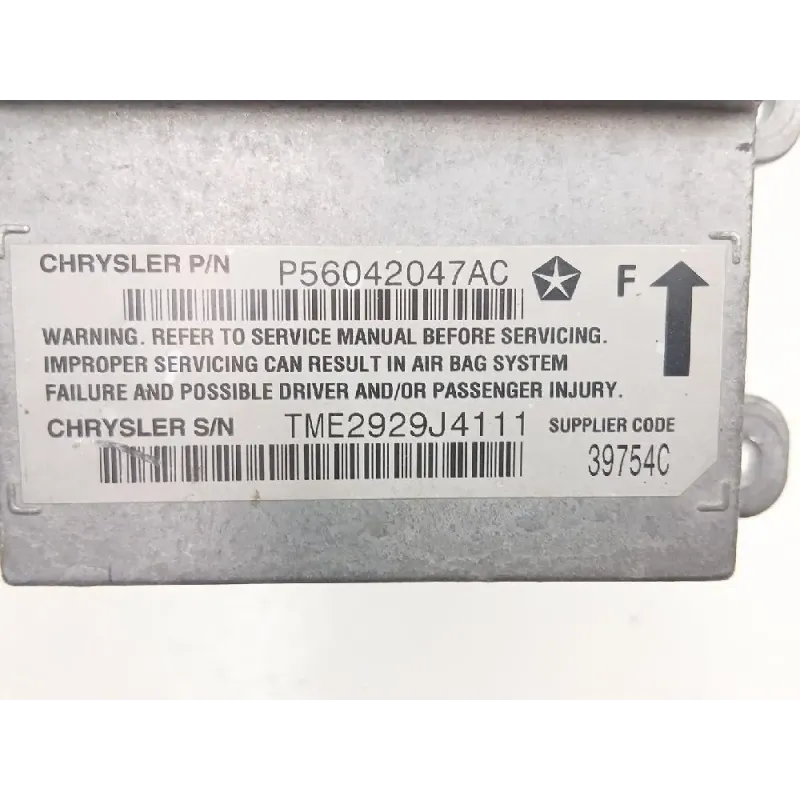 CHRYSLER P/N P56042047AC F
WARNING. REFER TO SERVICE MANUAL BEFORE SERVICING.
IMPROPER SERVICING CAN RESULT IN AIR BAG SYSTEM
FAILURE AND POSSIBLE DRIVER AND/OR PASSENGER INJURY.
CHRYSLER S/N TME2929J4111 SUPPLIER CODE
39754C